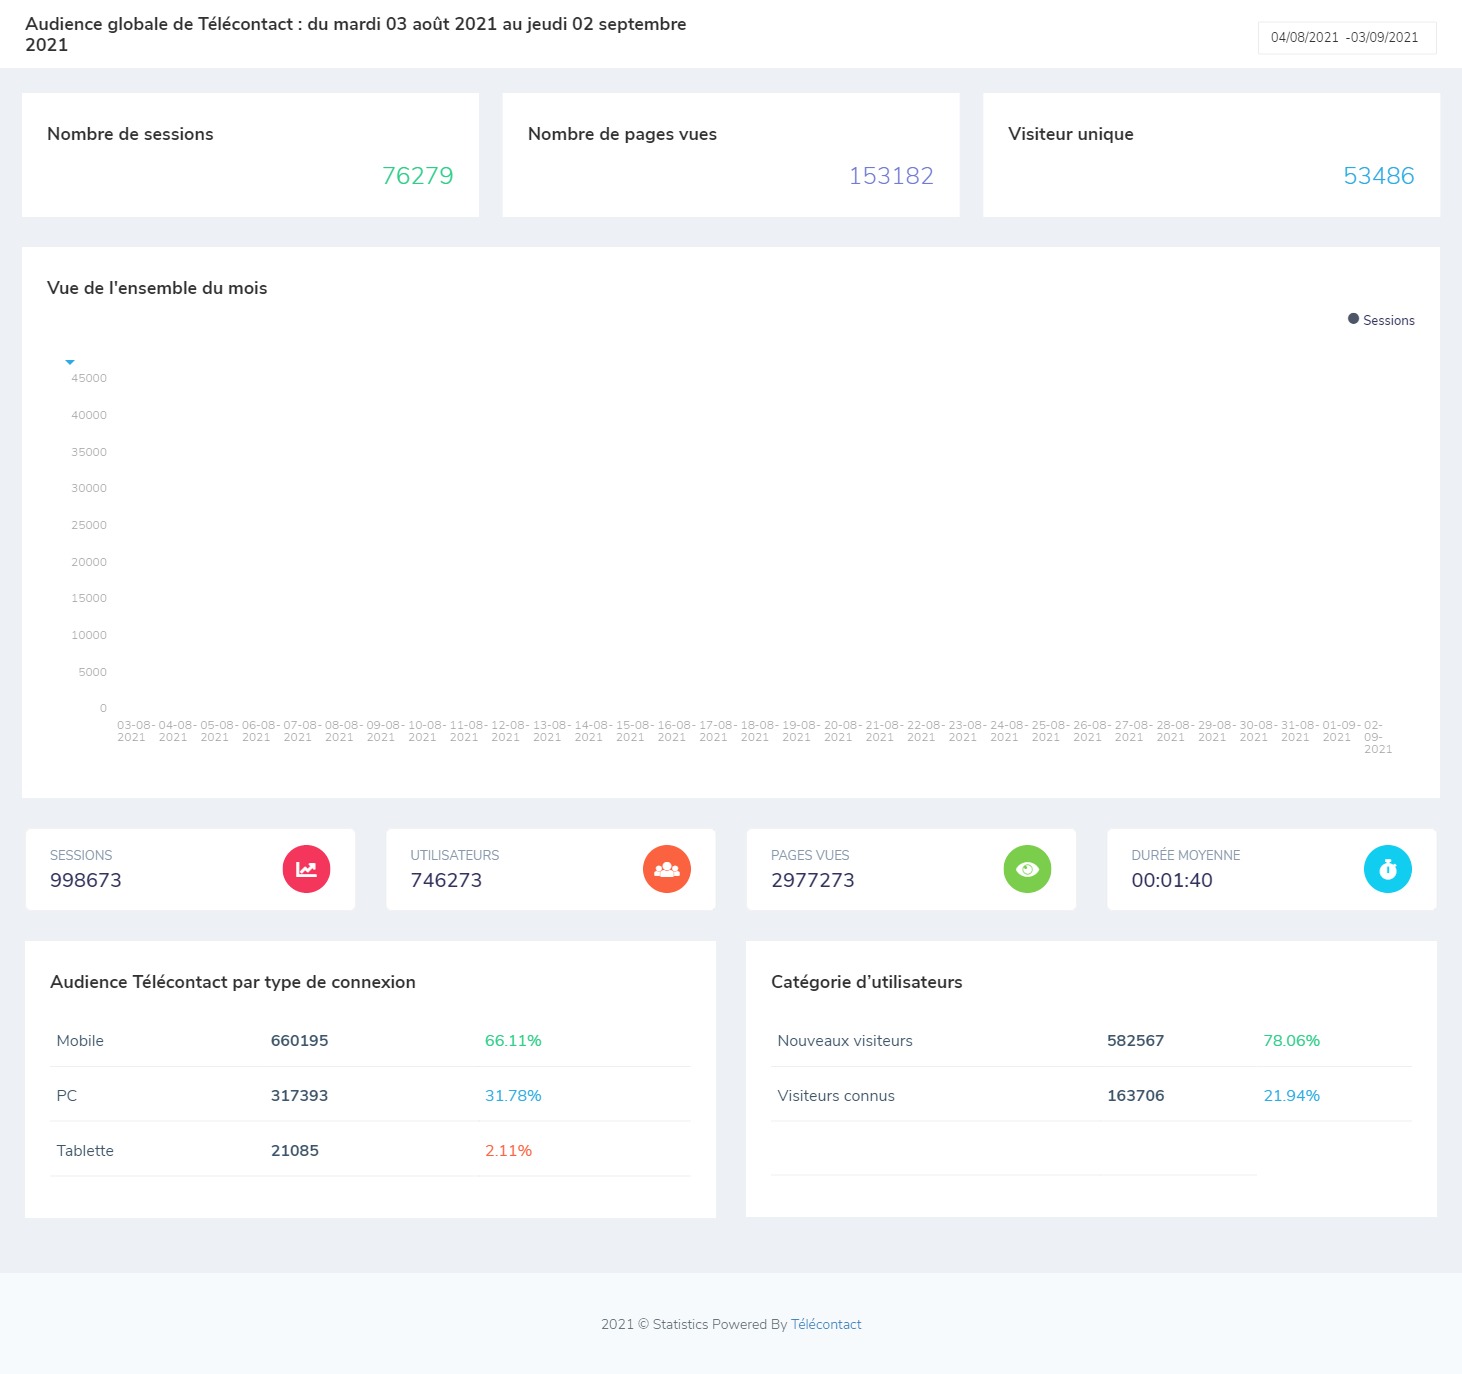 Audience globale de Télécontact : du mardi 03 août 2021 au jeudi 02 septembre
2021
04/08/2021 -03/09/2021
Nombre de sessions
76279
Nombre de pages vues
153182
Visiteur unique
53486
Vue de l'ensemble du mois
Sessions
45000
40000
35000
30000
25000
20000
15000
10000
5000
0
03-08- 04-08- 05-08- 06-08- 07-08- 08-08- 09-08- 10-08- 11-08- 12-08- 13-08- 14-08- 15-08- 16-08- 17-08- 18-08- 19-08- 20-08- 21-08- 22-08- 23-08- 24-08- 25-08- 26-08- 27-08- 28-08- 29-08- 30-08- 31-08- 01-09- 02-
2021 2021 2021 2021 2021 2021 2021 2021 2021 2021 2021 2021 2021 2021 2021 2021 2021 2021 2021 2021 2021 2021 2021 2021 2021 2021 2021 2021 2021 2021 09-
2021
SESSIONS
998673
UTILISATEURS
746273
PAGES VUES
2977273
DURÉE MOYENNE
00:01:40
Audience Télécontact par type de connexion
Mobile 660195 66.11%
PC 317393 31.78%
Tablette 21085 2.11%
Catégorie d’utilisateurs
Nouveaux visiteurs 582567 78.06%
Visiteurs connus 163706 21.94%
2021 © Statistics Powered By Télécontact